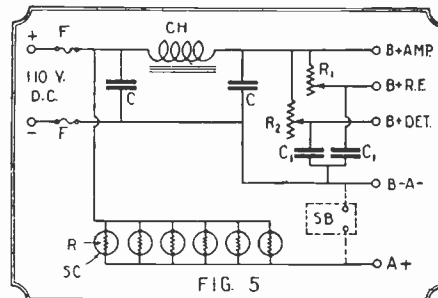 F
CH
B+AMP.
+
110 V.
D.C.
-
F
C
C
R1
B+R.F.
R2
B+DET.
C1
C1
B-A-
SB
R
SC
A+
FIG. 5